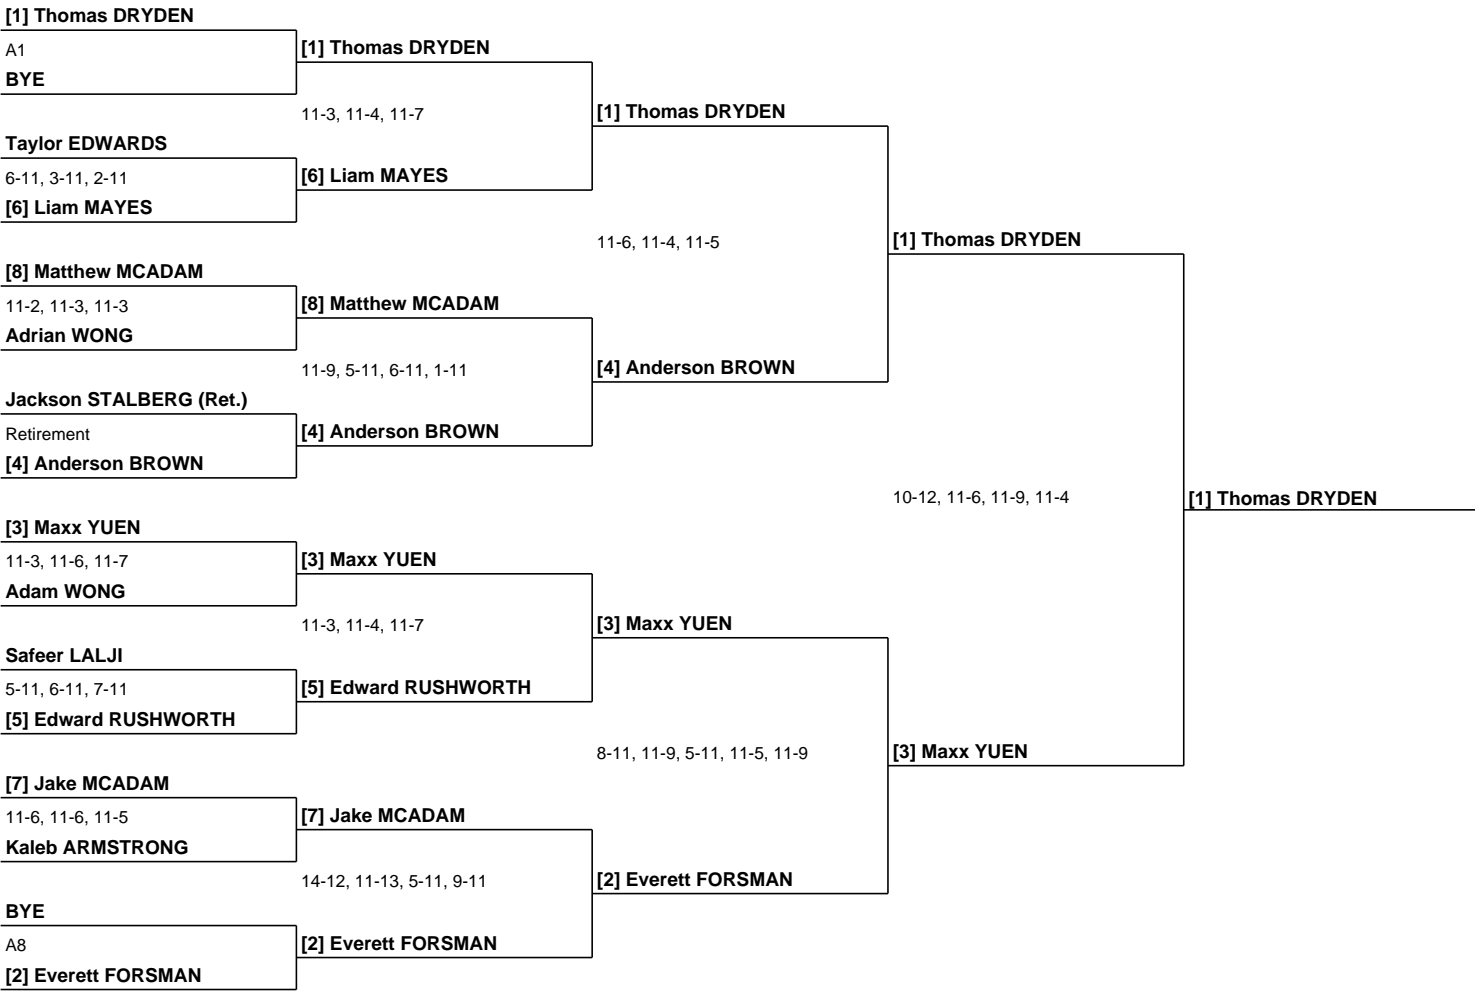 [1] Thomas DRYDEN
A1
BYE
Taylor EDWARDS
6-11, 3-11, 2-11
[6] Liam MAYES
[8] Matthew MCADAM
11-2, 11-3, 11-3
Adrian WONG
Jackson STALBERG (Ret.)
Retirement
[4] Anderson BROWN
[3] Maxx YUEN
11-3, 11-6, 11-7
Adam WONG
Safeer LALJI
5-11, 6-11, 7-11
[5] Edward RUSHWORTH
[7] Jake MCADAM
11-6, 11-6, 11-5
Kaleb ARMSTRONG
BYE
A8
[2] Everett FORSMAN
[1] Thomas DRYDEN
11-3, 11-4, 11-7
[6] Liam MAYES
[8] Matthew MCADAM
11-9, 5-11, 6-11, 1-11
[4] Anderson BROWN
[3] Maxx YUEN
11-3, 11-4, 11-7
[5] Edward RUSHWORTH
[7] Jake MCADAM
14-12, 11-13, 5-11, 9-11
[2] Everett FORSMAN
[1] Thomas DRYDEN
11-6, 11-4, 11-5
[4] Anderson BROWN
[3] Maxx YUEN
8-11, 11-9, 5-11, 11-5, 11-9
[2] Everett FORSMAN
[1] Thomas DRYDEN
10-12, 11-6, 11-9, 11-4
[3] Maxx YUEN
[1] Thomas DRYDEN